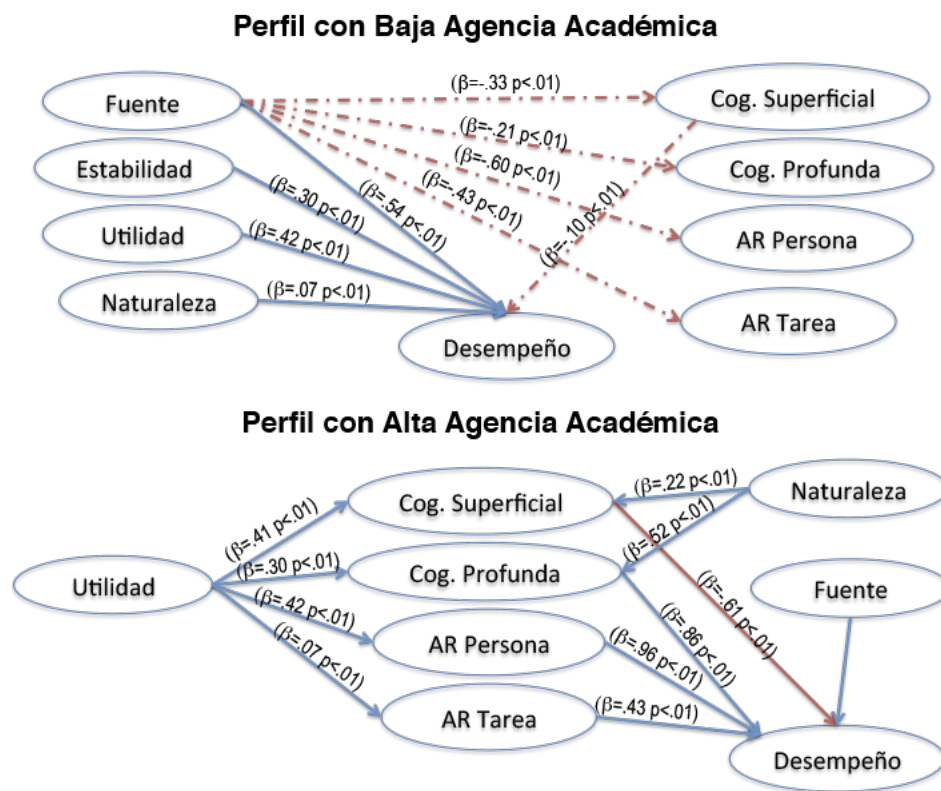 Perfil con Baja Agencia Académica
Fuente
(β=-.33 p<.01)
Cog. Superficial
(β=-.21 p<.01)
Estabilidad
(β=-.60 p<.01)
Cog. Profunda
(β=-.43 p<.01)
(β=.30 p<.01)
(β=.54 p<.01)
(β=-.10 p<.01)
Utilidad
(β=.42 p<.01)
AR Persona
Naturaleza
(β=.07 p<.01)
AR Tarea
Desempeño
Perfil con Alta Agencia Académica
Cog. Superficial
(β=.22 p<.01)
Naturaleza
(β=.41 p<.01)
(β=.52 p<.01)
(β=.30 p<.01)
Cog. Profunda
Utilidad
Fuente
(β=.42 p<.01)
(β=-.61 p<.01)
(β=.86 p<.01)
AR Persona
(β=.07 p<.01)
(β=.96 p<.01)
AR Tarea
(β=.43 p<.01)
Desempeño